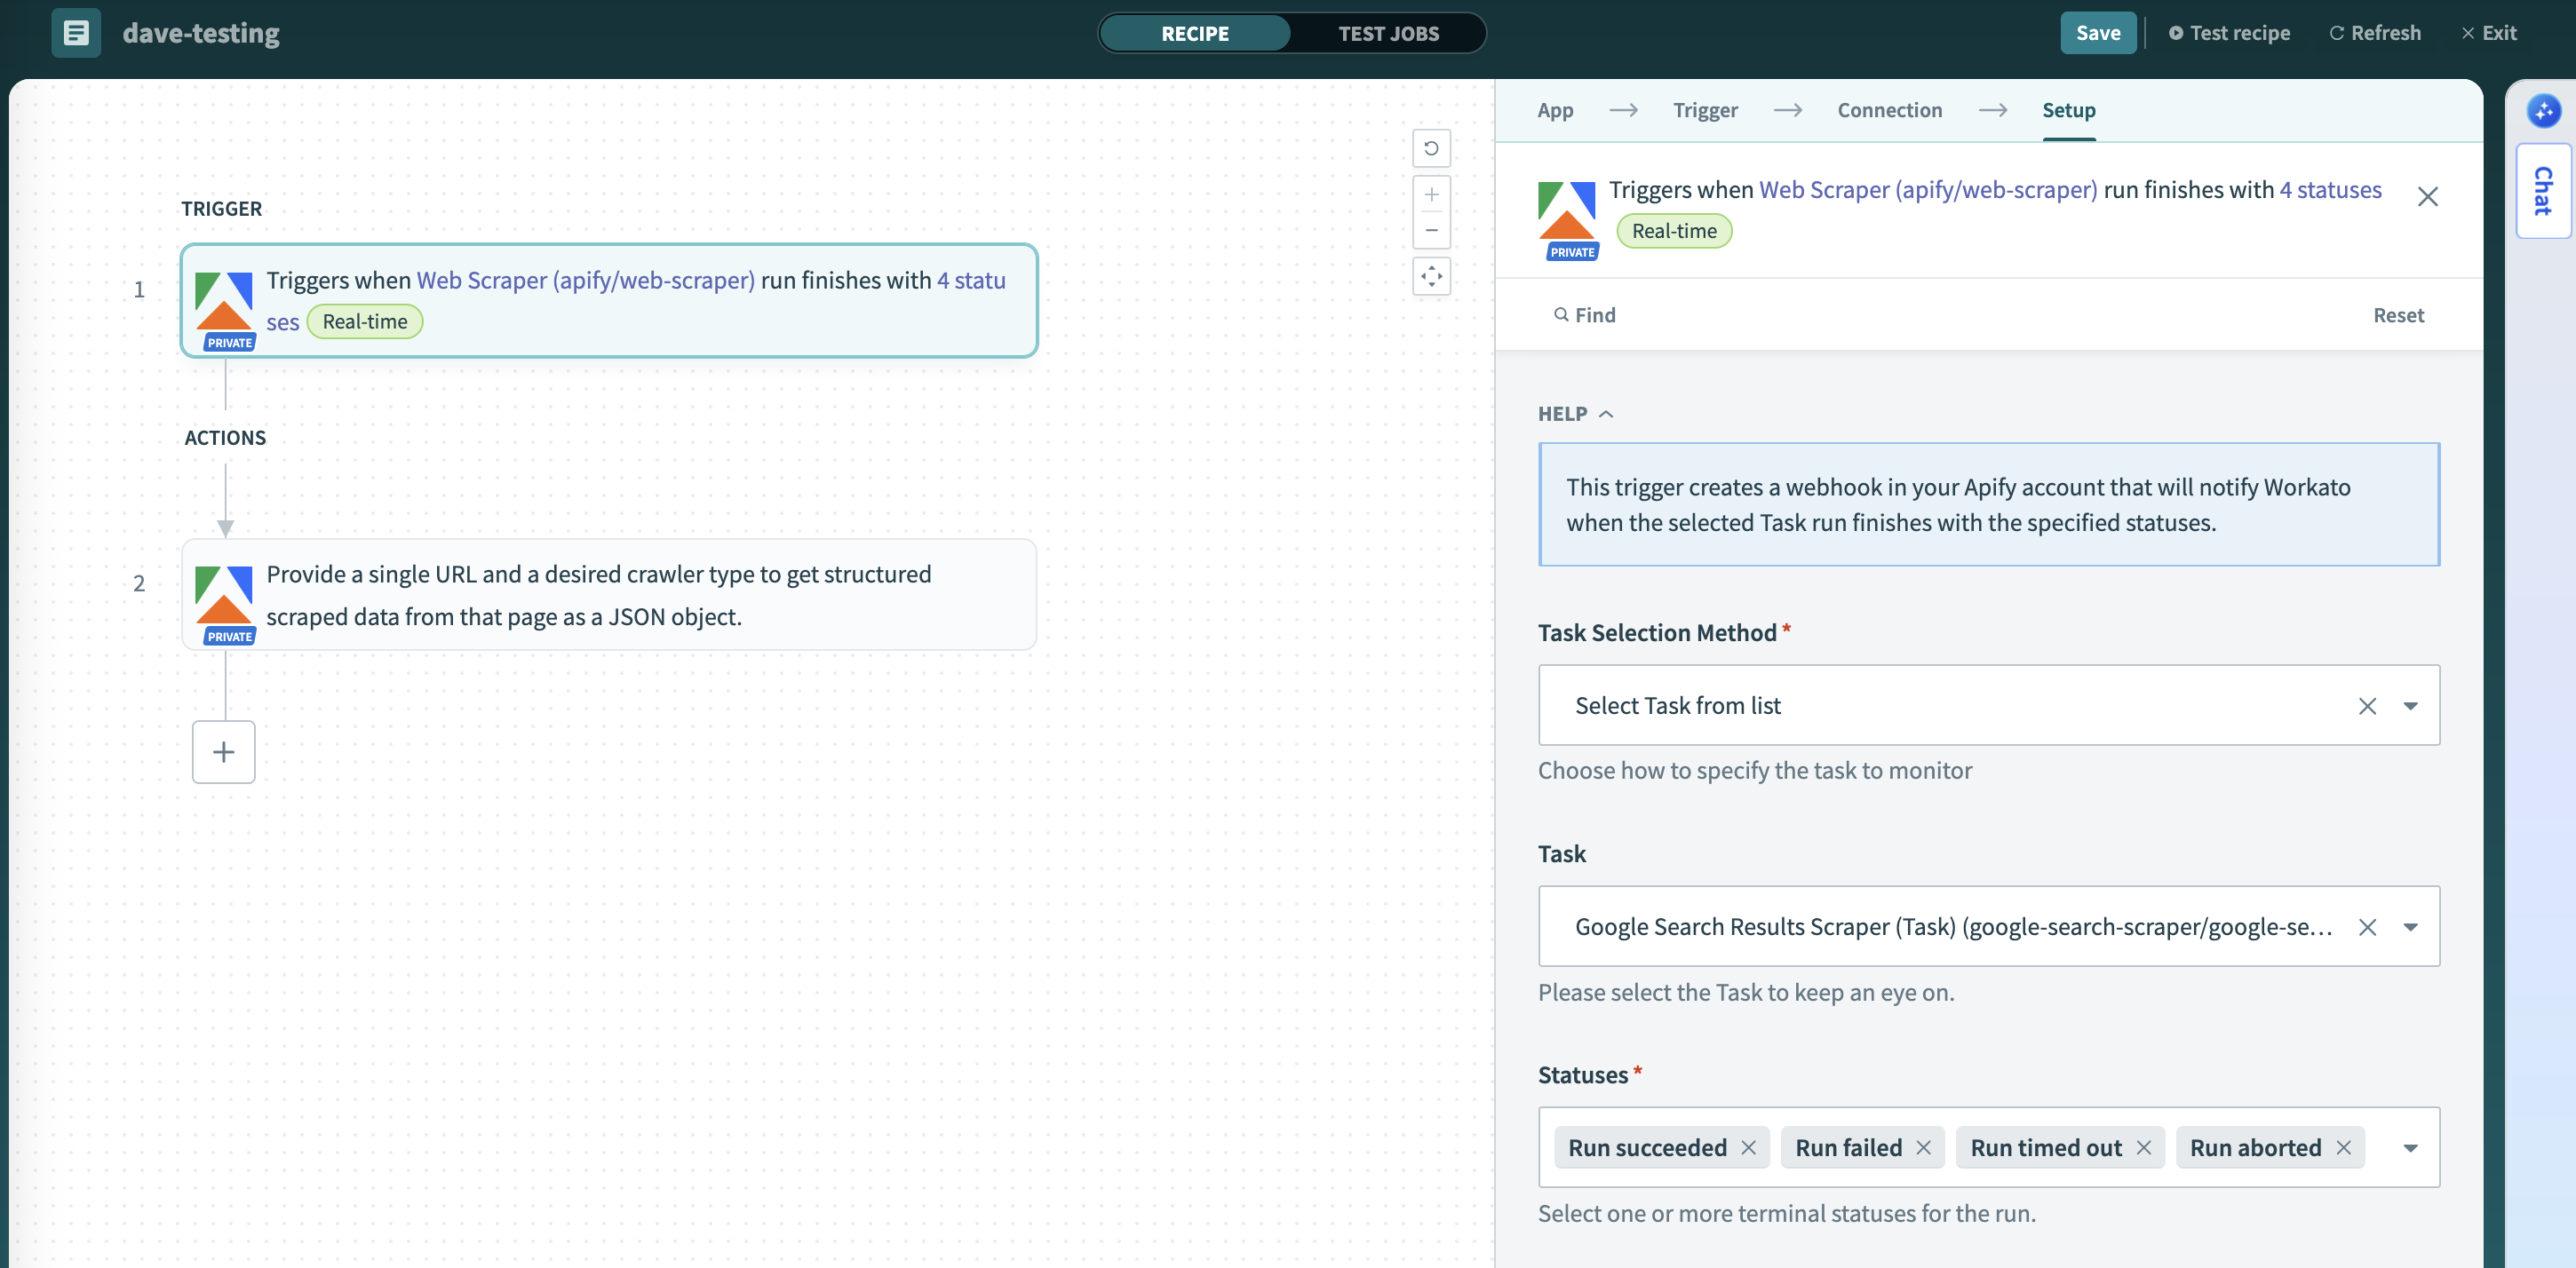 dave-testing
RECIPE
TEST JOBS
Save
Test recipe
Refresh
Exit
TRIGGER
1
Triggers when Web Scraper (apify/web-scraper) run finishes with 4 statu
ses Real-time
PRIVATE
ACTIONS
2
Provide a single URL and a desired crawler type to get structured
scraped data from that page as a JSON object.
PRIVATE
App
Trigger
Connection
Setup
Triggers when Web Scraper (apify/web-scraper) run finishes with 4 statuses
Real-time
PRIVATE
Find
Reset
HELP
This trigger creates a webhook in your Apify account that will notify Workato
when the selected Task run finishes with the specified statuses.
Task Selection Method*
Select Task from list
Choose how to specify the task to monitor
Task
Google Search Results Scraper (Task) (google-search-scraper/google-se...
Please select the Task to keep an eye on.
Statuses*
Run succeeded
Run failed
Run timed out
Run aborted
Select one or more terminal statuses for the run.
Chat